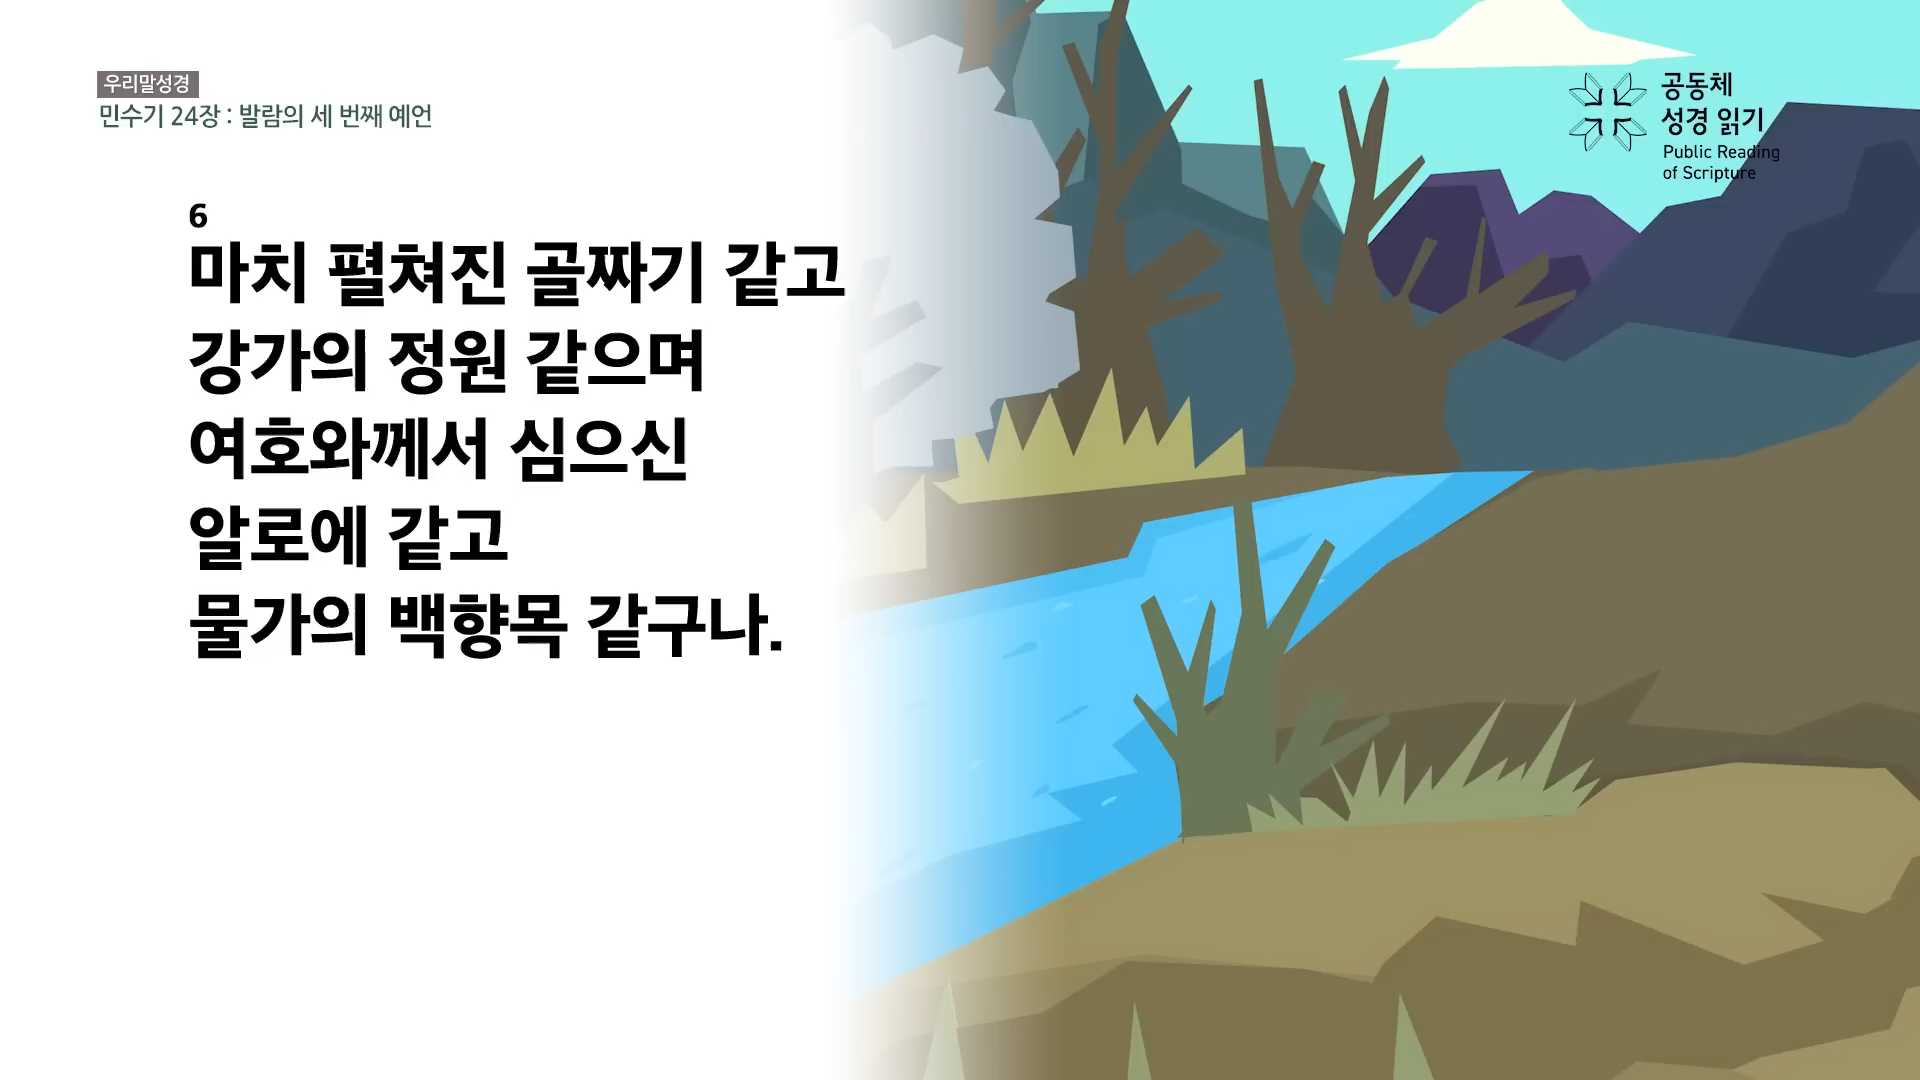 우리말성경
민수기 24장 : 발람의 세 번째 예언
공동체
성경 읽기
Public Reading
of Scripture
6
마치 펼쳐진 골짜기 같고
강가의 정원 같으며
여호와께서 심으신
알로에 같고
물가의 백향목 같구나.